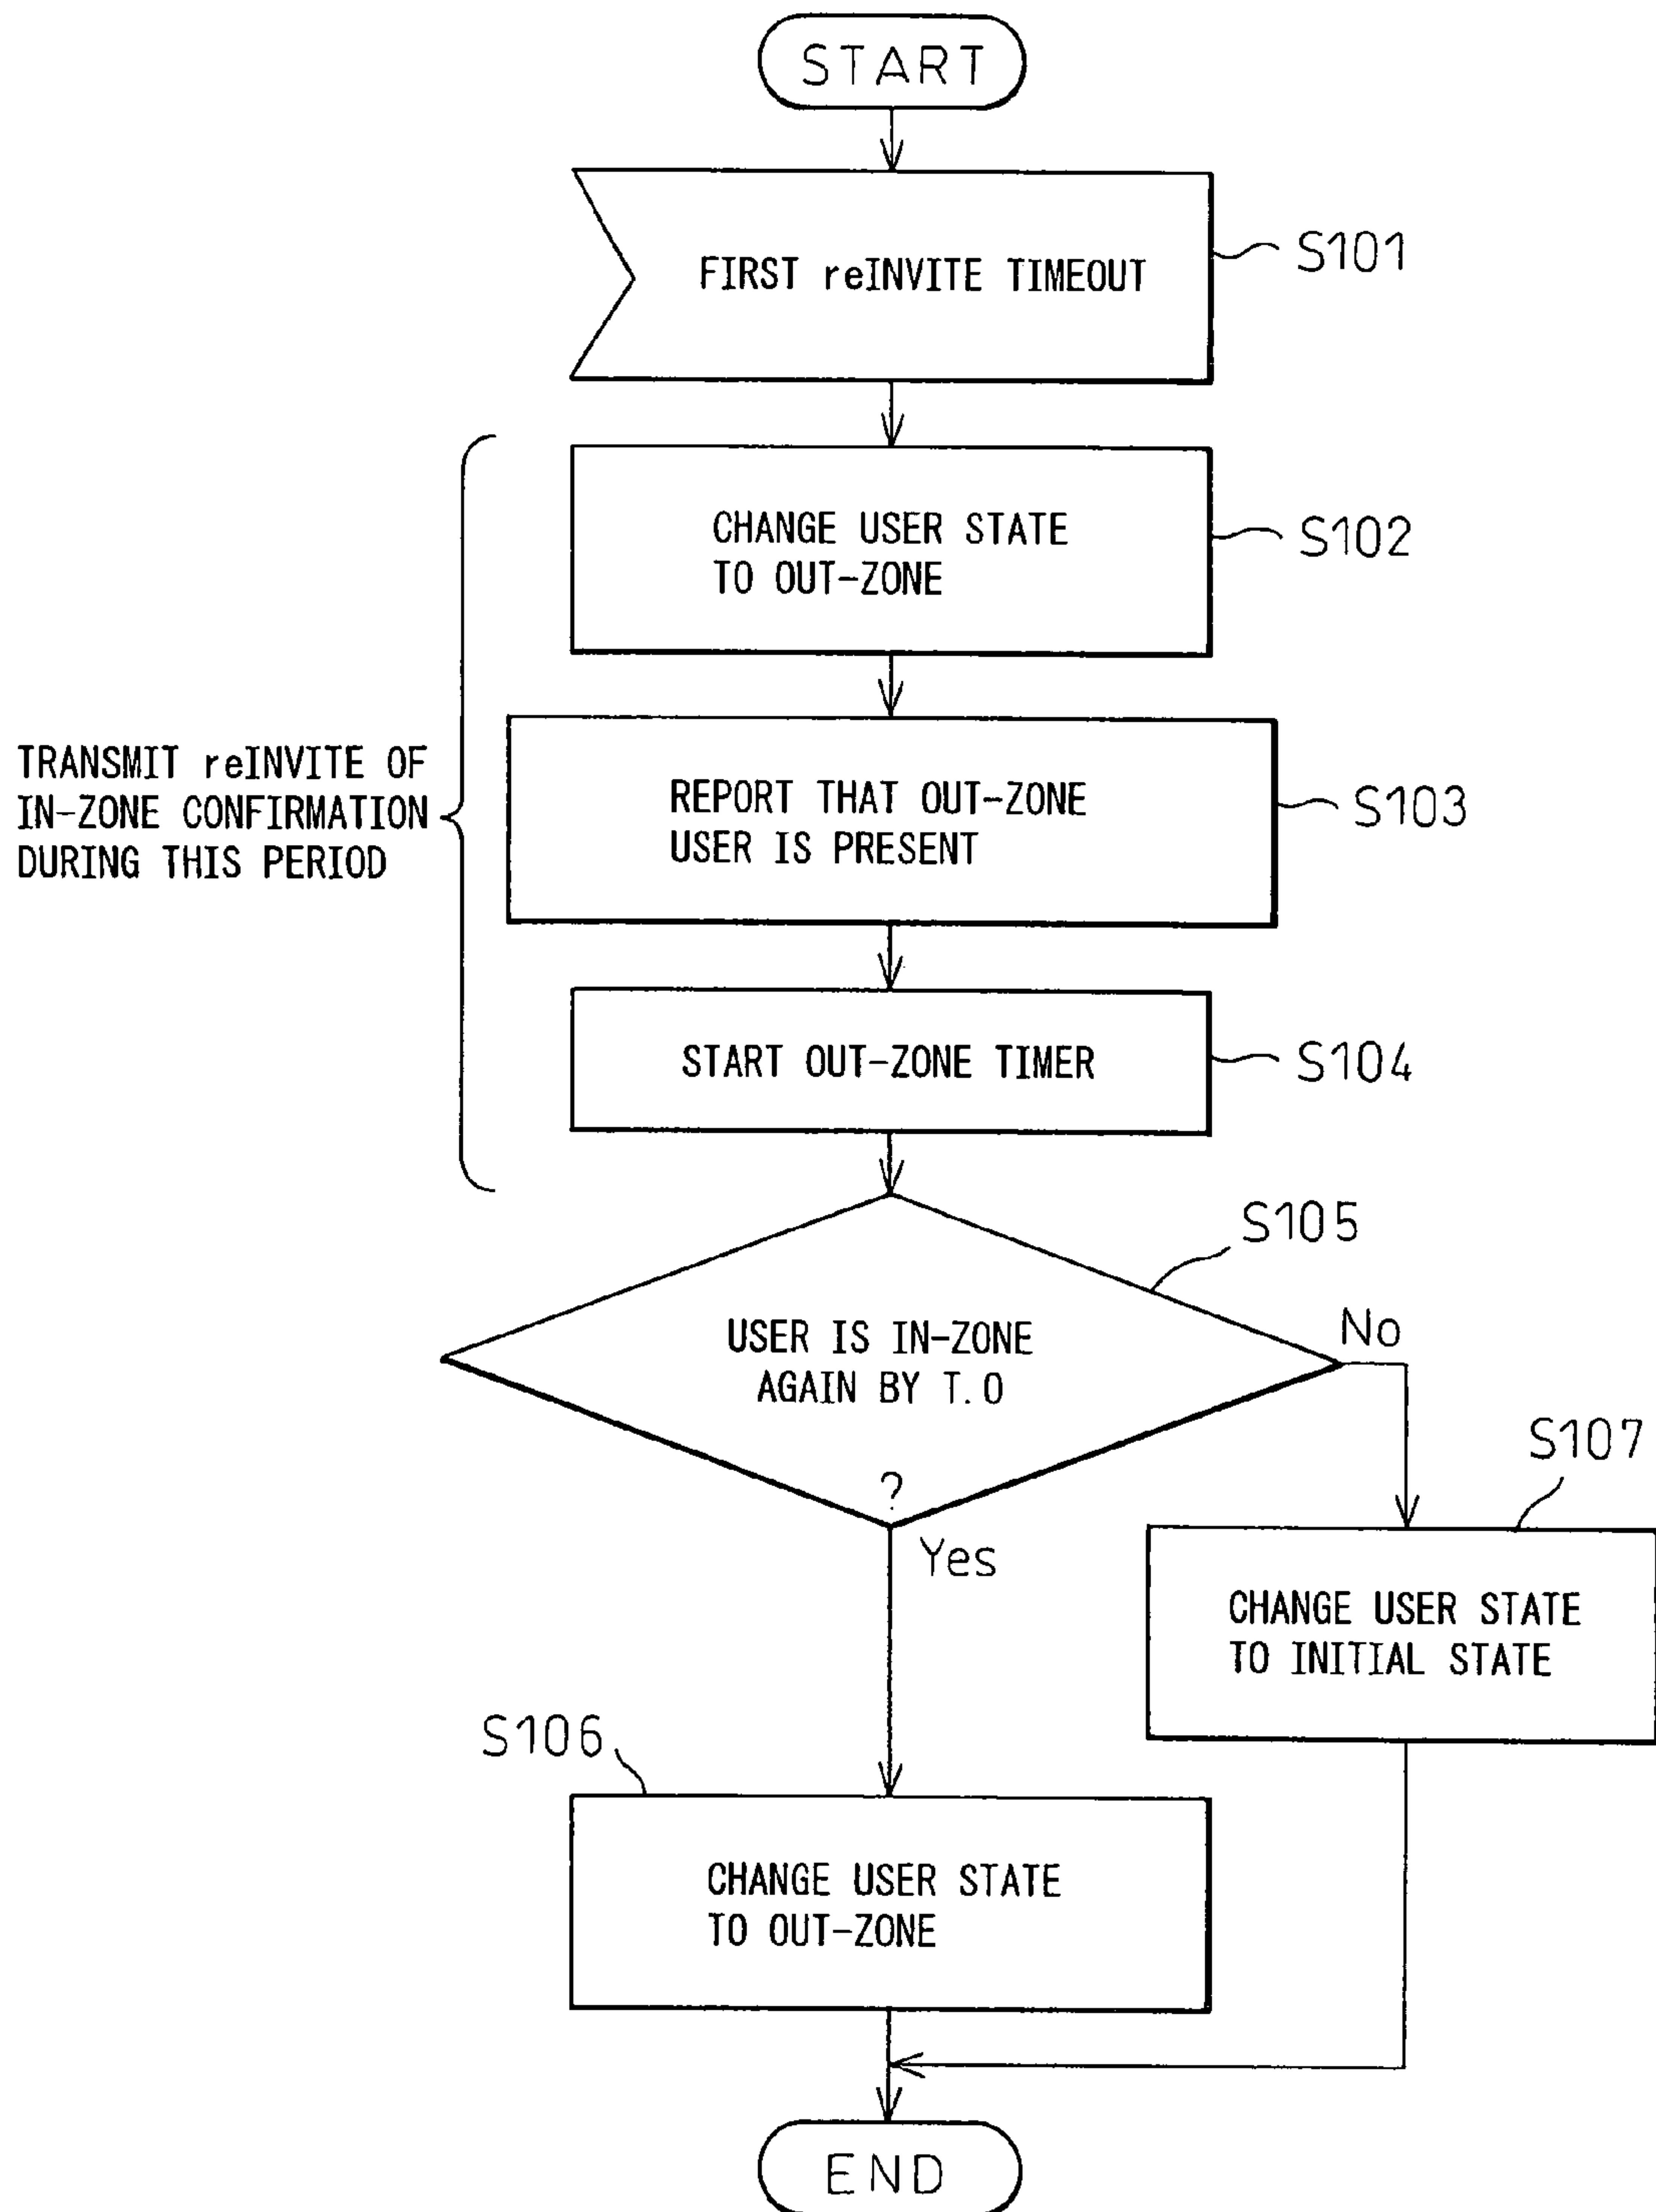 START
FIRST reINVITE TIMEOUT
S101
CHANGE USER STATE
TO OUT-ZONE
S102
TRANSMIT reINVITE OF
IN-ZONE CONFIRMATION
DURING THIS PERIOD
REPORT THAT OUT-ZONE
USER IS PRESENT
S103
START OUT-ZONE TIMER
S104
S105
USER IS IN-ZONE
AGAIN BY T.O
?
No
Yes
S107
CHANGE USER STATE
TO INITIAL STATE
S106
CHANGE USER STATE
TO OUT-ZONE
END